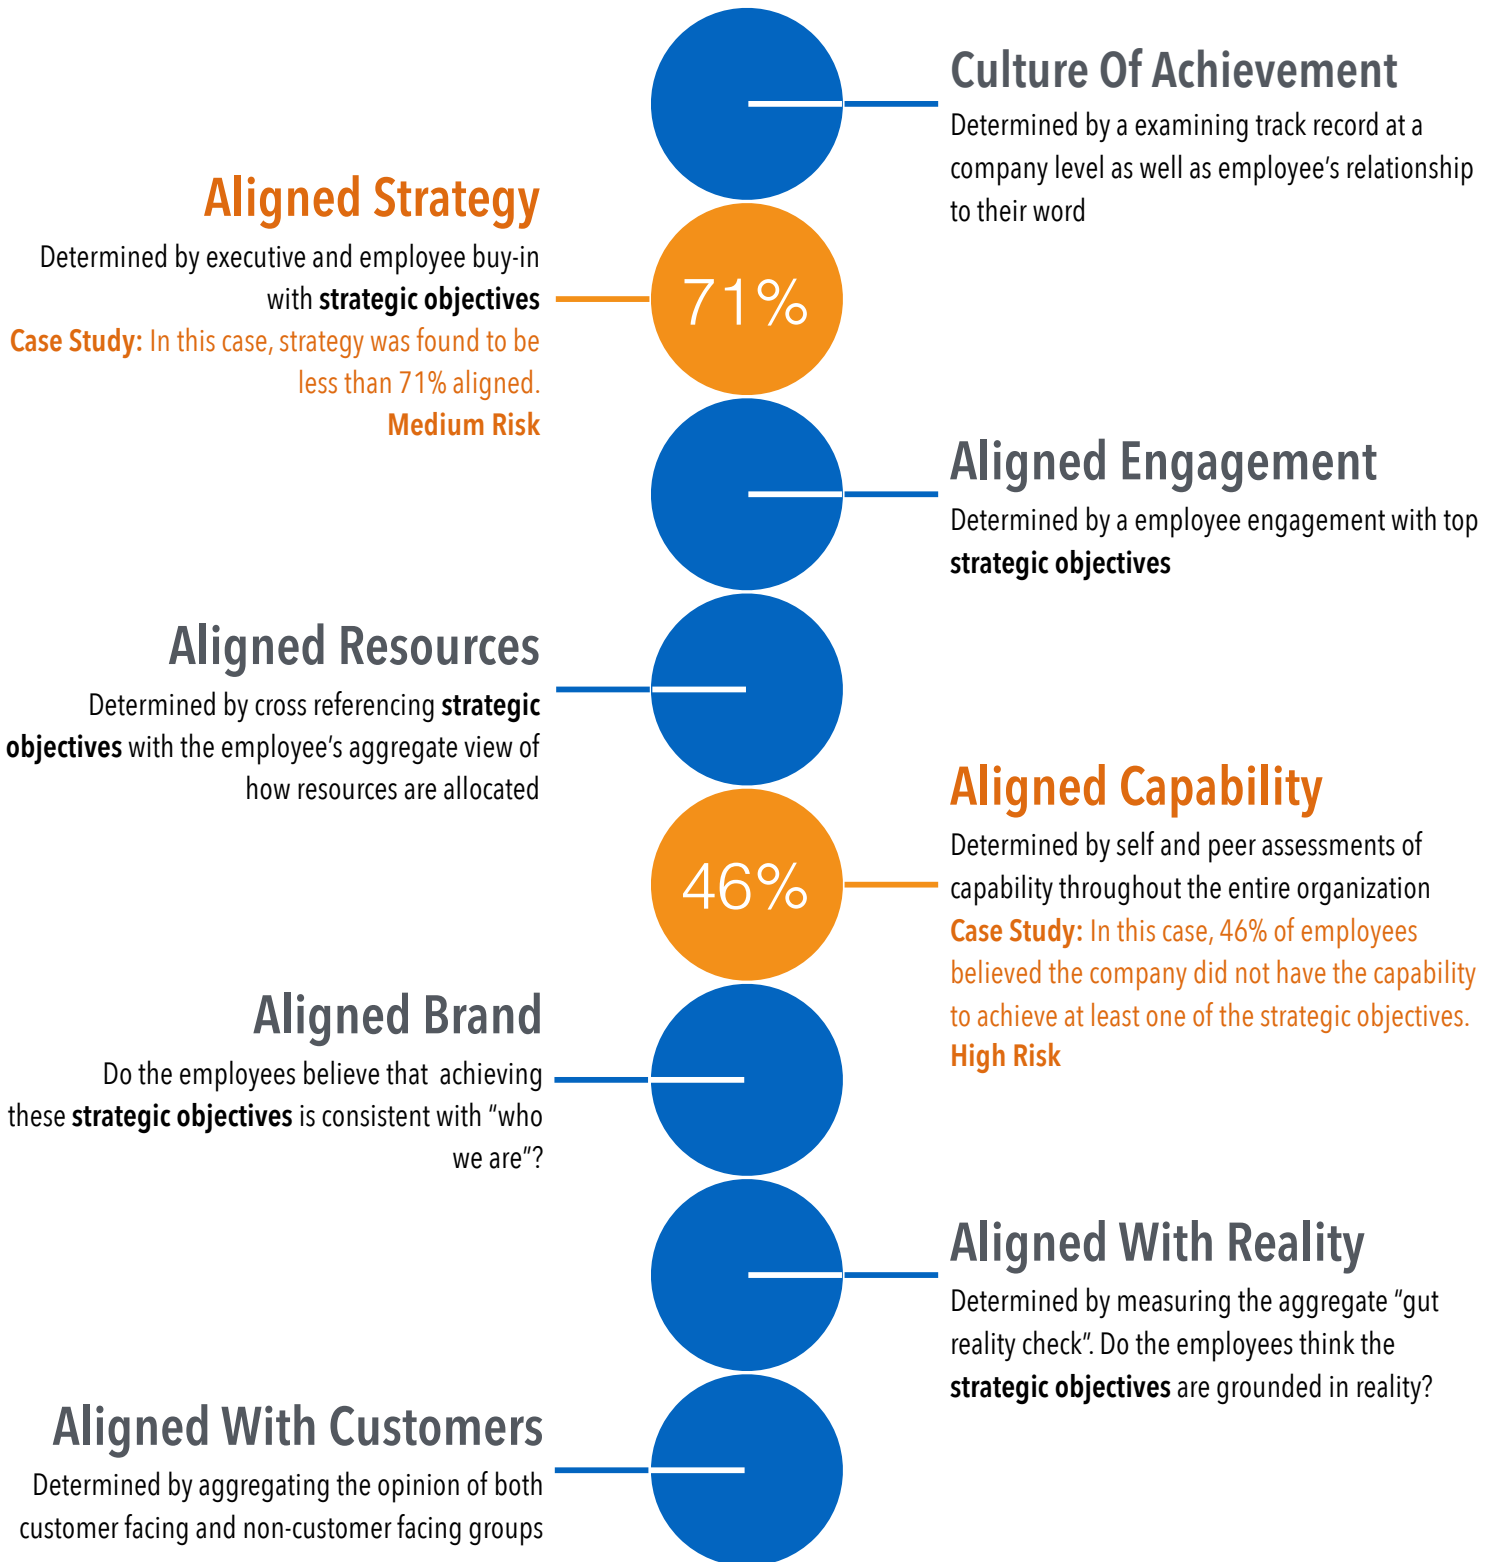 Culture Of Achievement
Determined by a examining track record at a
company level as well as employee's relationship
to their word
Aligned Strategy
Determined by executive and employee buy-in
with strategic objectives
Case Study: In this case, strategy was found to be
less than 71% aligned.
Medium Risk
71%
Aligned Engagement
Determined by a employee engagement with top
strategic objectives
Aligned Resources
Determined by cross referencing strategic
objectives with the employee's aggregate view of
how resources are allocated
46%
Aligned Capability
Determined by self and peer assessments of
capability throughout the entire organization
Case Study: In this case, 46% of employees
believed the company did not have the capability
to achieve at least one of the strategic objectives.
High Risk
Aligned Brand
Do the employees believe that  achieving
these strategic objectives is consistent with "who
we are"?
Aligned With Reality
Determined by measuring the aggregate "gut
reality check". Do the employees think the
strategic objectives are grounded in reality?
Aligned With Customers
Determined by aggregating the opinion of both
customer facing and non-customer facing groups